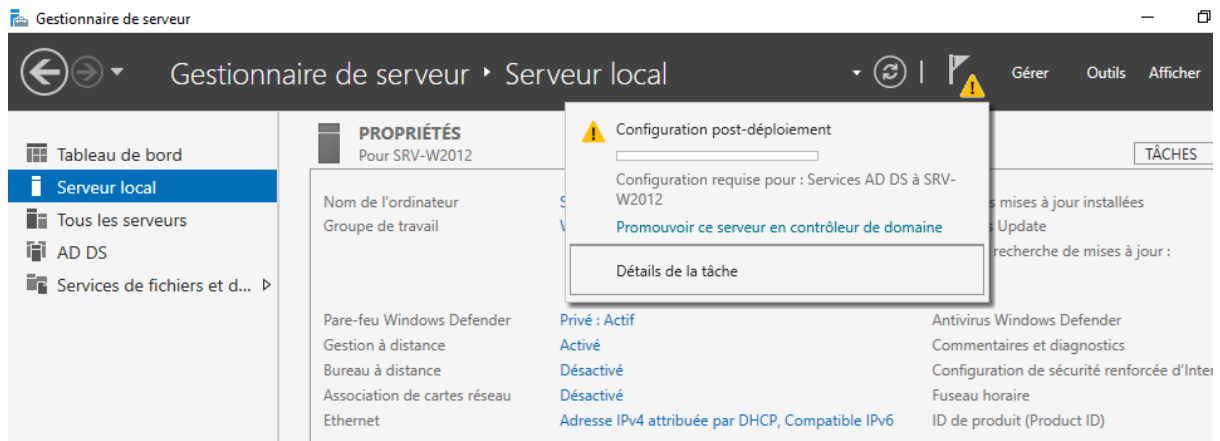 Gestionnaire de serveur
Gestionnaire de serveur • Serveur local
Gérer Outils Afficher
Tableau de bord
Serveur local
Tous les serveurs
AD DS
Services de fichiers et d...
PROPRIÉTÉS
Pour SRV-W2012
TÂCHES
Configuration post-déploiement
Configuration requise pour : Services AD DS à SRV-
W2012
Promouvoir ce serveur en contrôleur de domaine
Détails de la tâche
Nom de l'ordinateur
Groupe de travail
mises à jour installées
Update
recherche de mises à jour :
Pare-feu Windows Defender Privé : Actif
Gestion à distance Activé
Bureau à distance Désactivé
Association de cartes réseau Désactivé
Ethernet Adresse IPv4 attribuée par DHCP, Compatible IPv6
Antivirus Windows Defender
Commentaires et diagnostics
Configuration de sécurité renforcée d'Inter
Fuseau horaire
ID de produit (Product ID)